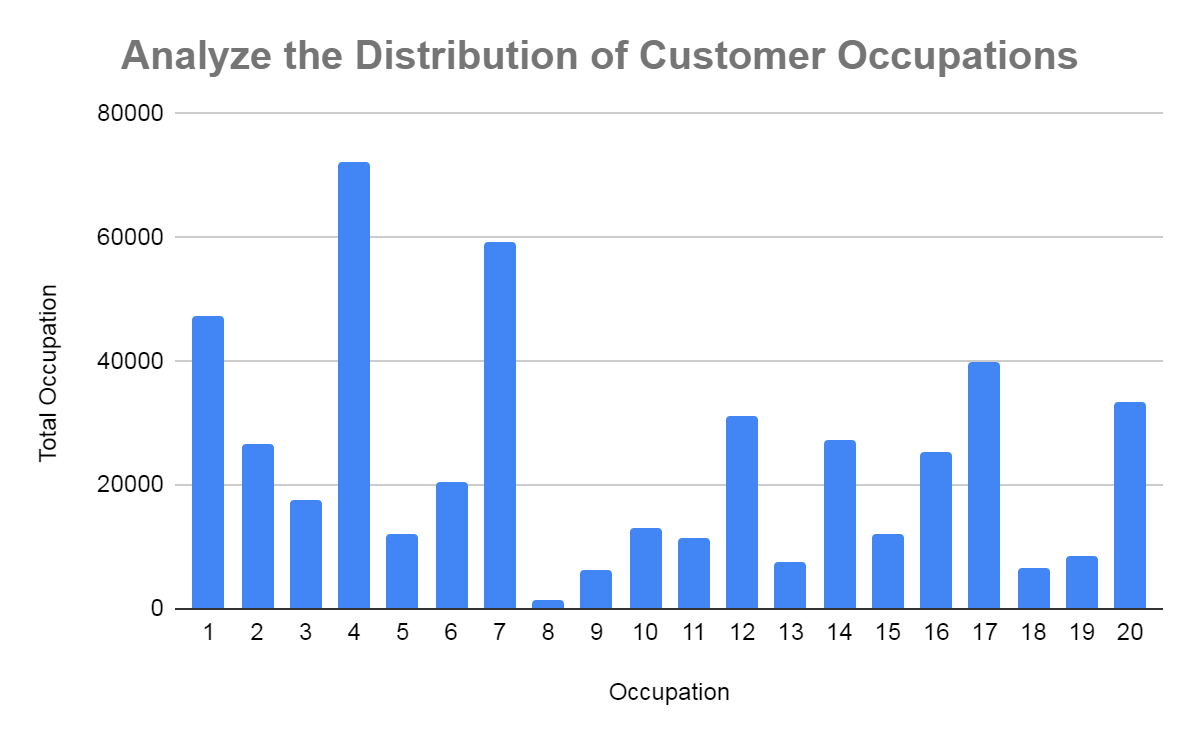 Analyze the Distribution of Customer Occupations
80000
60000
40000
20000
0
Total Occupation
1 2 3 4 5 6 7 8 9 10 11 12 13 14 15 16 17 18 19 20
Occupation